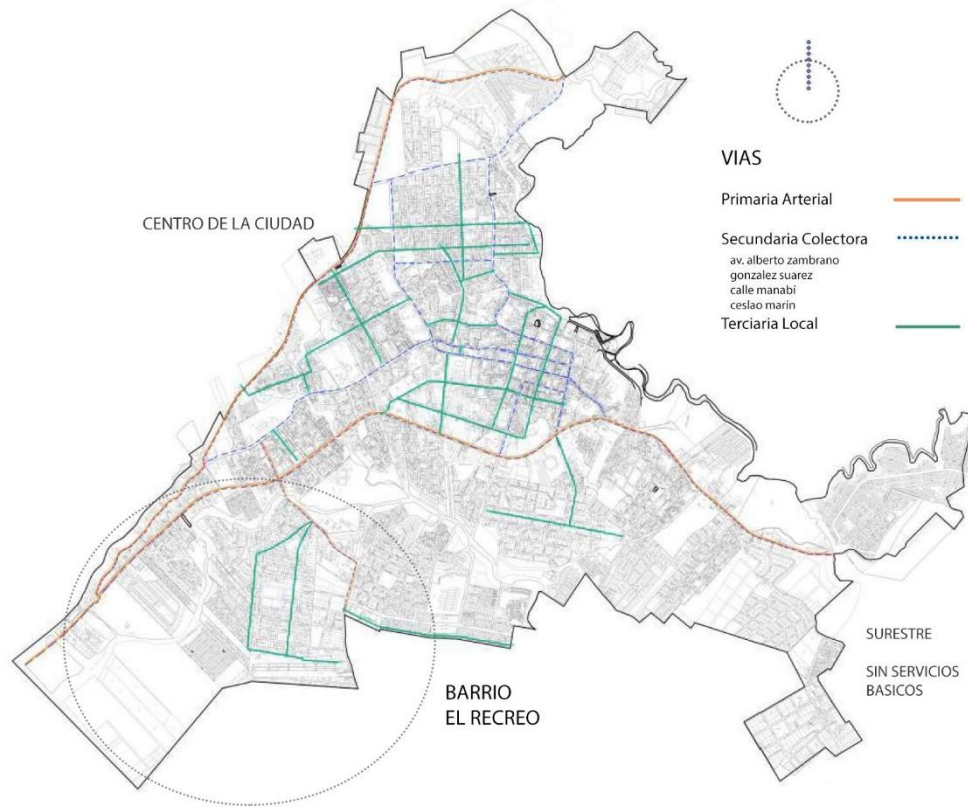 VIAS
Primaria Arterial
Secundaria Colectora
av. alberto zambrano
gonzalez suarez
calle manabí
ceslao marín
Terciaria Local
CENTRO DE LA CIUDAD
SURESTRE
SIN SERVICIOS
BASICOS
BARRIO
EL RECREO